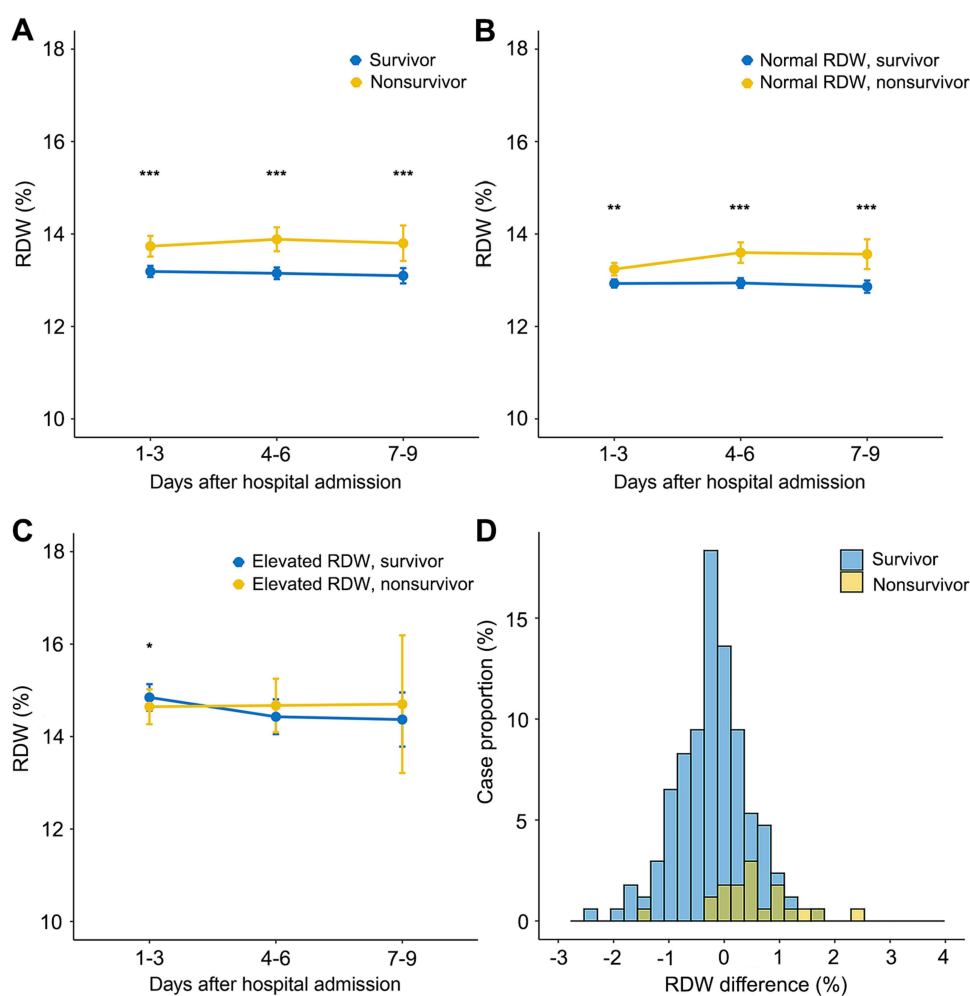 A
Survivor
Nonsurvivor
18
16
14
12
10
RDW (%)
***
***
***
1-3
4-6
7-9
Days after hospital admission
B
Normal RDW, survivor
Normal RDW, nonsurvivor
18
16
14
12
10
RDW (%)
**
***
***
1-3
4-6
7-9
Days after hospital admission
C
Elevated RDW, survivor
Elevated RDW, nonsurvivor
18
16
14
12
10
RDW (%)
*
1-3
4-6
7-9
Days after hospital admission
D
Survivor
Nonsurvivor
15
10
5
0
Case proportion (%)
-3
-2
-1
0
1
2
3
4
RDW difference (%)